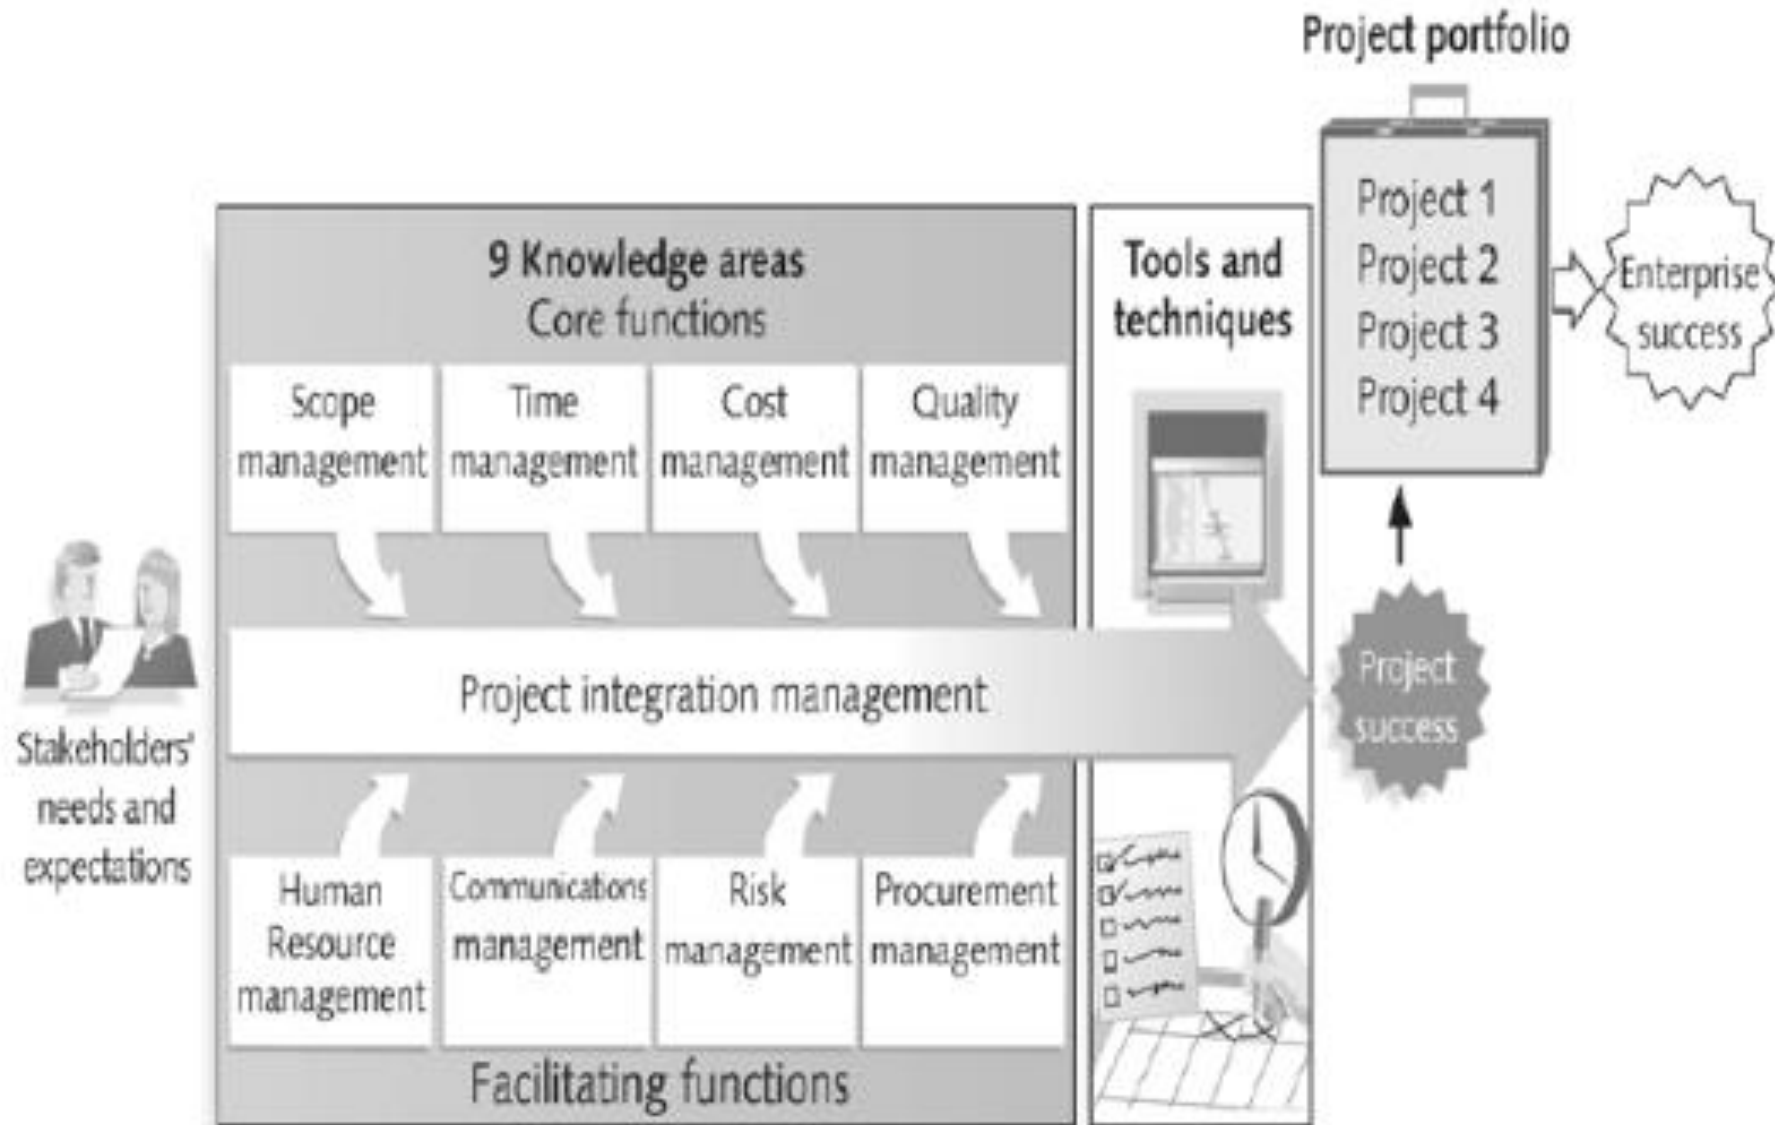 Project portfolio
Project 1
Project 2
Project 3
Project 4
Enterprise
success
9 Knowledge areas
Core functions
Scope
management
Time
management
Cost
management
Quality
management
Tools and
techniques
Stakeholders'
needs and
expectations
Project integration management
Project
success
Human
Resource
management
Communications
management
Risk
management
Procurement
management
Facilitating functions